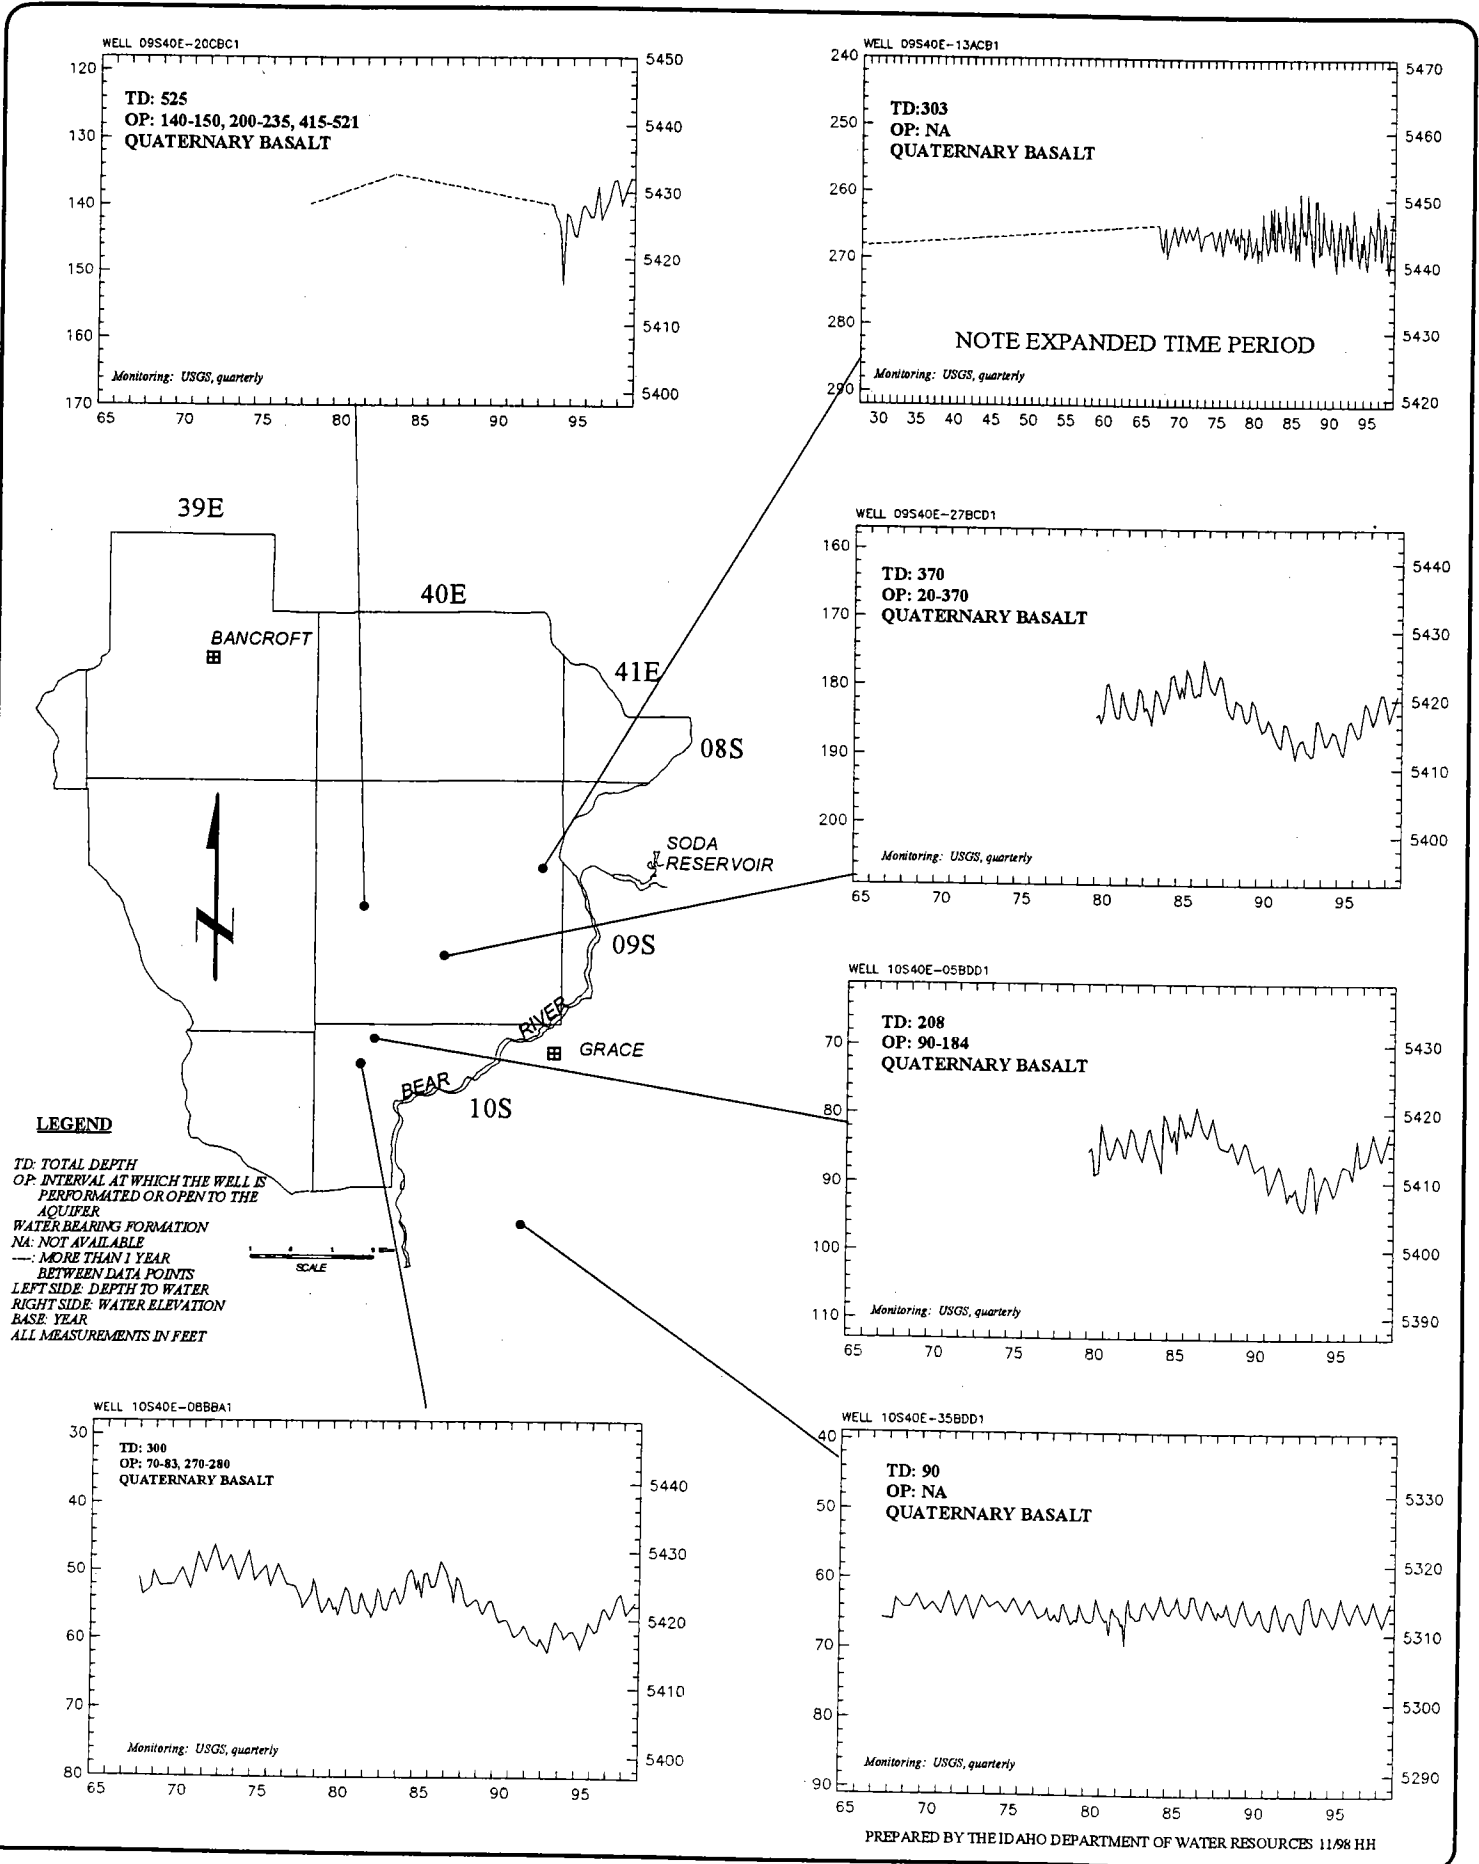 WELL 09S40E-20CBC1
TD: 525
OP: 140-150, 200-235, 415-521
QUATERNARY BASALT
Monitoring: USGS, quarterly
120
130
140
150
160
170
5450
5440
5430
5420
5410
5400
65 70 75 80 85 90 95
WELL 09S40E-13ACB1
TD:303
OP: NA
QUATERNARY BASALT
NOTE EXPANDED TIME PERIOD
Monitoring: USGS, quarterly
240
250
260
270
280
290
5470
5460
5450
5440
5430
5420
30 35 40 45 50 55 60 65 70 75 80 85 90 95
39E
40E
BANCROFT
41E
08S
SODA
RESERVOIR
09S
RIVER
GRACE
BEAR
10S
WELL 09S40E-27BCD1
TD: 370
OP: 20-370
QUATERNARY BASALT
Monitoring: USGS, quarterly
160
170
180
190
200
5440
5430
5420
5410
5400
65 70 75 80 85 90 95
WELL 10S40E-05BDD1
TD: 208
OP: 90-184
QUATERNARY BASALT
Monitoring: USGS, quarterly
70
80
90
100
110
5430
5420
5410
5400
5390
65 70 75 80 85 90 95
LEGEND
TD: TOTAL DEPTH
OP: INTERVAL AT WHICH THE WELL IS
PERFORMATED OR OPEN TO THE
AQUIFER
WATER BEARING FORMATION
NA: NOT AVAILABLE
----: MORE THAN 1 YEAR
BETWEEN DATA POINTS
LEFT SIDE: DEPTH TO WATER
RIGHT SIDE: WATER ELEVATION
BASE: YEAR
ALL MEASUREMENTS IN FEET
SCALE
WELL 10S40E-08BBA1
TD: 300
OP: 70-83, 270-280
QUATERNARY BASALT
Monitoring: USGS, quarterly
30
40
50
60
70
80
5440
5430
5420
5410
5400
65 70 75 80 85 90 95
WELL 10S40E-35BDD1
TD: 90
OP: NA
QUATERNARY BASALT
Monitoring: USGS, quarterly
40
50
60
70
80
90
5330
5320
5310
5300
5290
65 70 75 80 85 90 95
PREPARED BY THE IDAHO DEPARTMENT OF WATER RESOURCES 11/98 HH